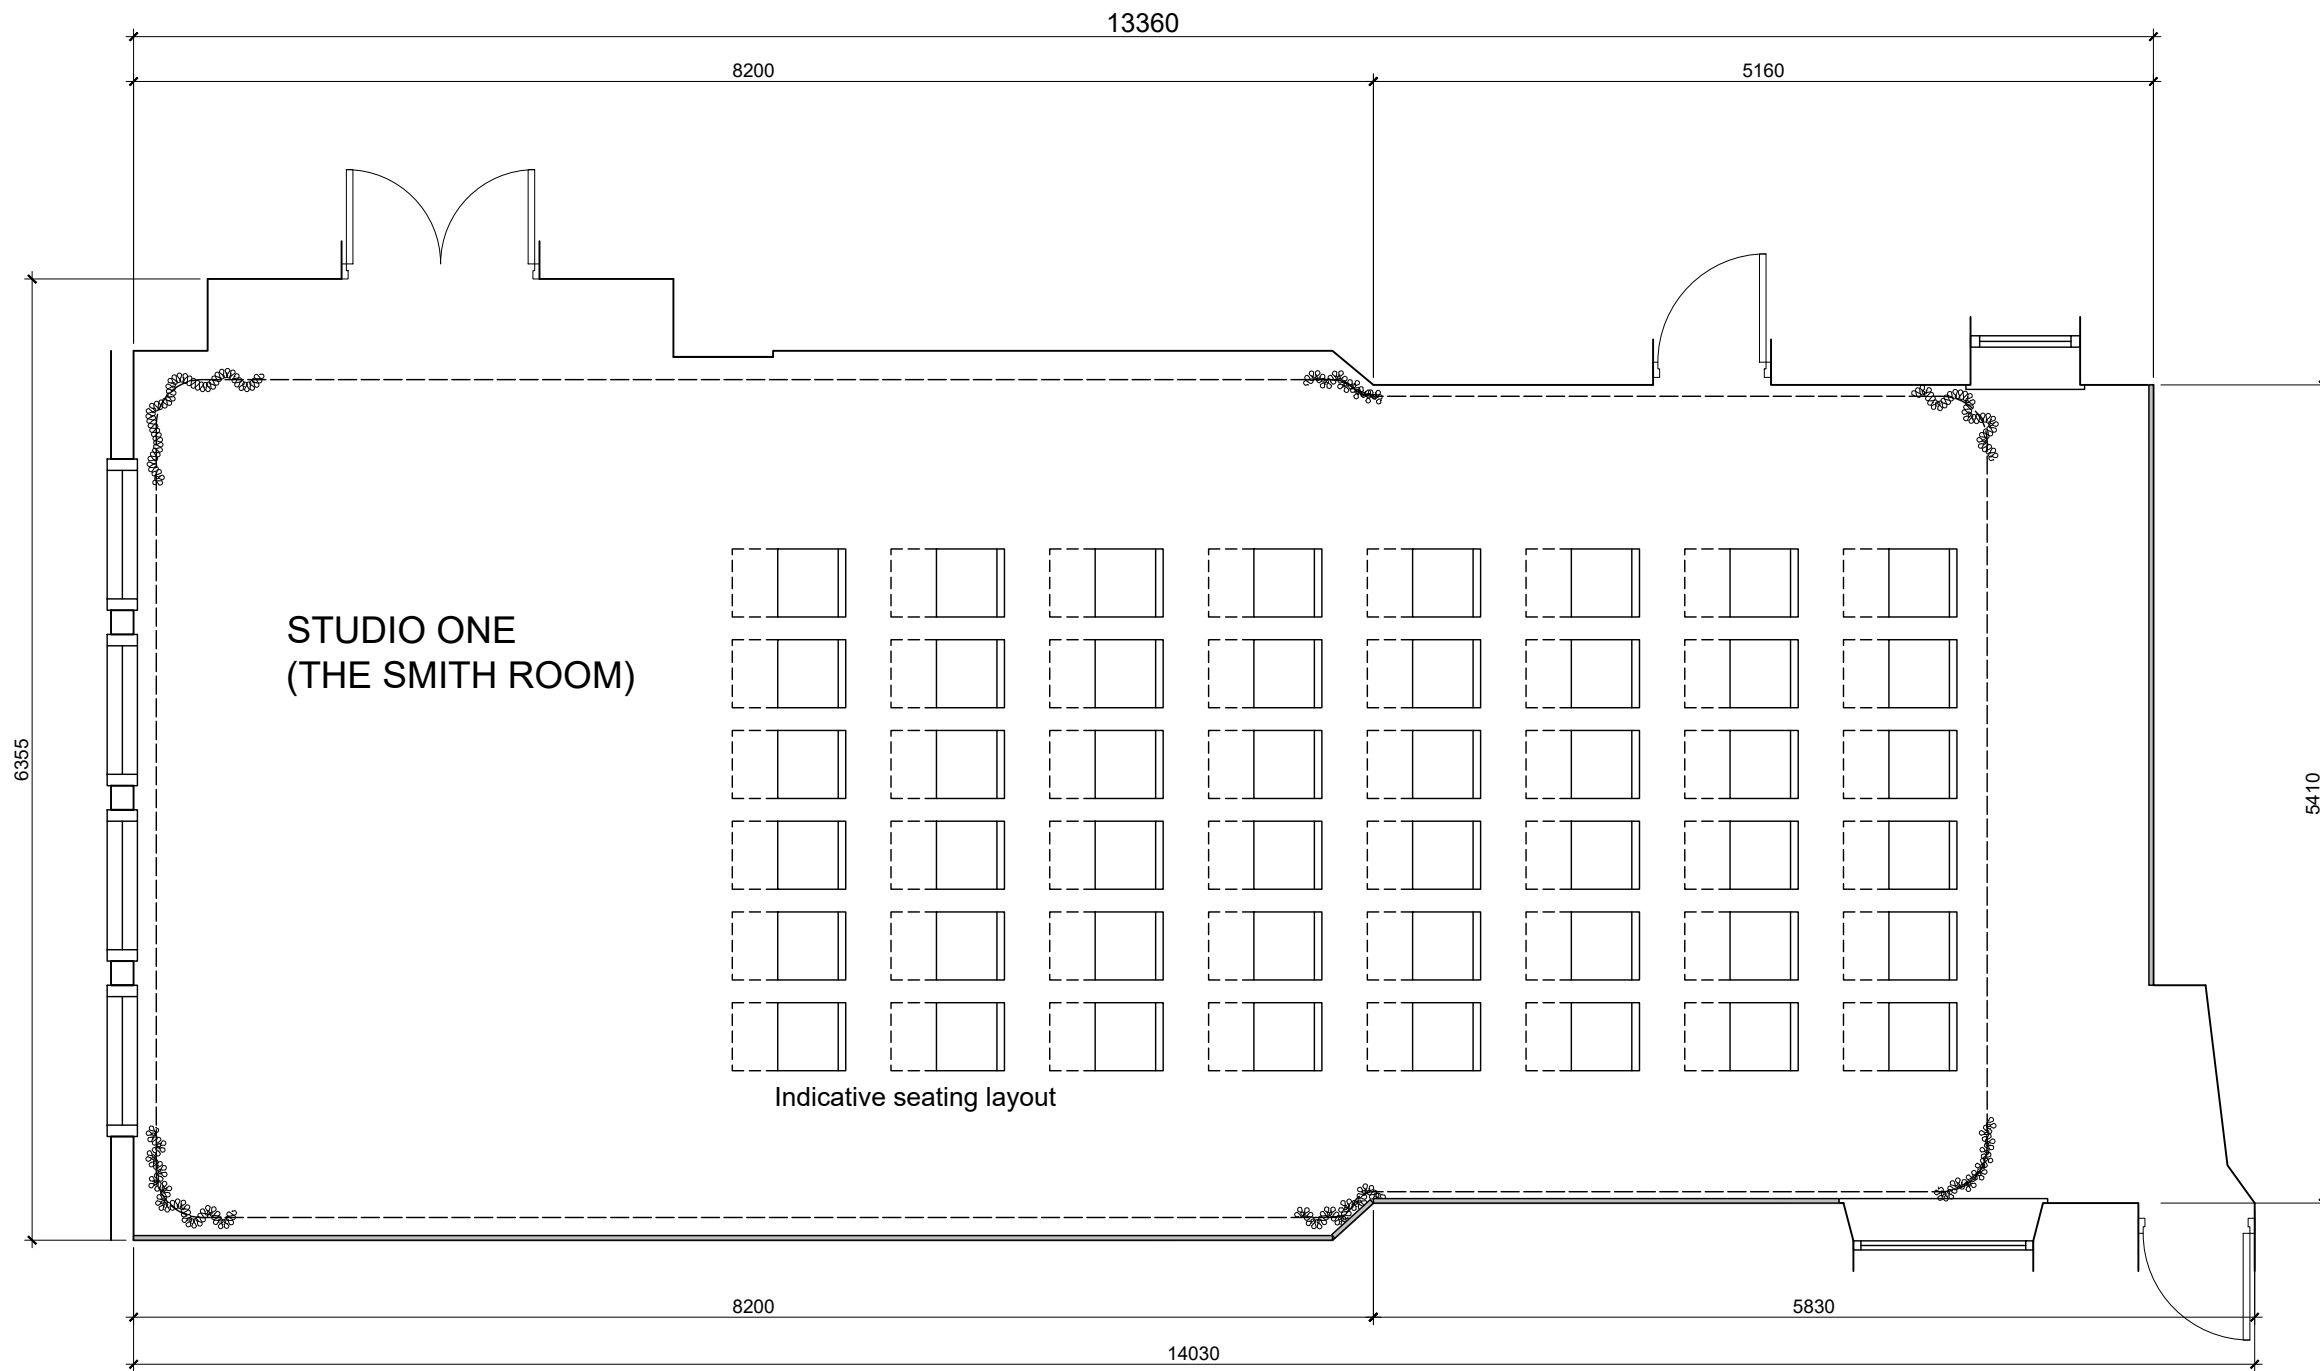 13360
8200
5160
STUDIO ONE
(THE SMITH ROOM)
6355
5410
Indicative seating layout
8200
5830
14030